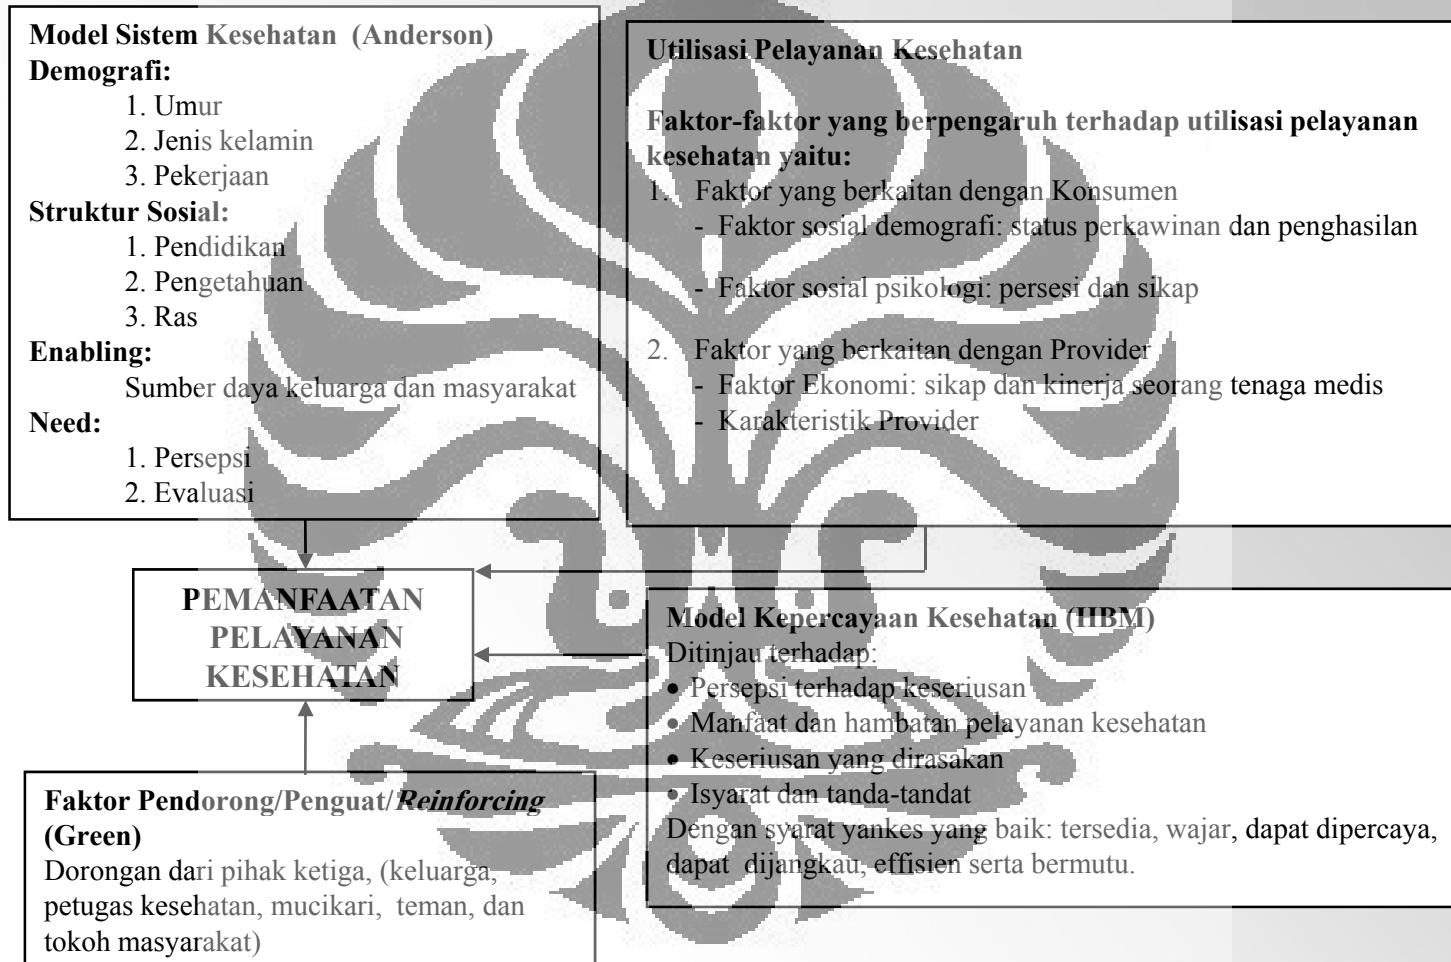 Model Sistem Kesehatan (Anderson)
Demografi:
1. Umur
2. Jenis kelamin
3. Pekerjaan
Struktur Sosial:
1. Pendidikan
2. Pengetahuan
3. Ras
Enabling:
Sumber daya keluarga dan masyarakat
Need:
1. Persepsi
2. Evaluasi
Utilisasi Pelayanan Kesehatan
Faktor-faktor yang berpengaruh terhadap utilisasi pelayanan
kesehatan yaitu:
1. Faktor yang berkaitan dengan Konsumen
- Faktor sosial demografi: status perkawinan dan penghasilan
- Faktor sosial psikologi: persesi dan sikap
2. Faktor yang berkaitan dengan Provider
- Faktor Ekonomi: sikap dan kinerja seorang tenaga medis
- Karakteristik Provider
PEMANFAATAN
PELAYANAN
KESEHATAN
Model Kepercayaan Kesehatan (HBM)
Ditinjau terhadap:
• Persepsi terhadap keseriusan
• Manfaat dan hambatan pelayanan kesehatan
• Keseriusan yang dirasakan
• Isyarat dan tanda-tandat
Dengan syarat yankes yang baik: tersedia, wajar, dapat dipercaya,
dapat dijangkau, effisien serta bermutu.
Faktor Pendorong/Penguat/Reinforcing
(Green)
Dorongan dari pihak ketiga, (keluarga,
petugas kesehatan, mucikari, teman, dan
tokoh masyarakat)